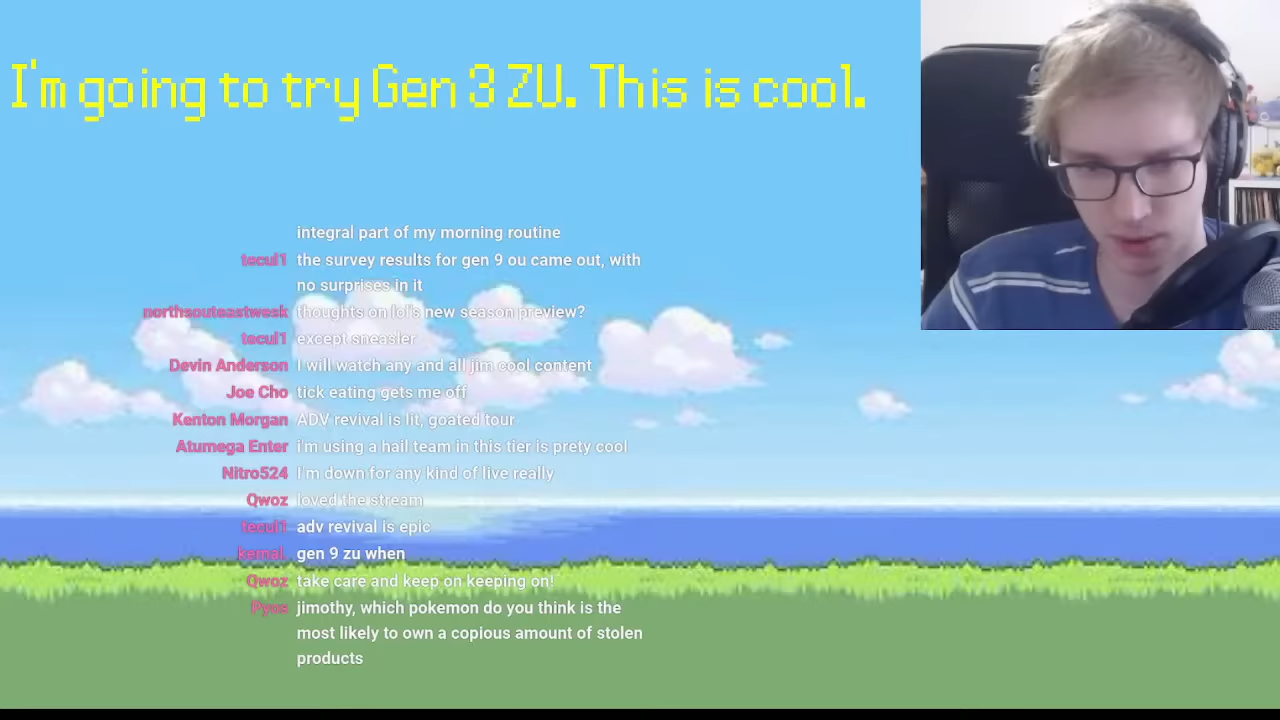 I'm going to try Gen 3 ZU. This is cool.
integral part of my morning routine
tecul1 the survey results for gen 9 ou came out, with
no surprises in it
northsouteastwesk thoughts on lol's new season preview?
tecul1 except sneasler
Devin Anderson I will watch any and all jim cool content
Joe Cho tick eating gets me off
Kenton Morgan ADV revival is lit, goated tour
Atumega Enter i'm using a hail team in this tier is prety cool
Nitro524 I'm down for any kind of live really
Qwoz loved the stream
tecul1 adv revival is epic
kemal. gen 9 zu when
Qwoz take care and keep on keeping on!
jimothy, which pokemon do you think is the
most likely to own a copious amount of stolen
products